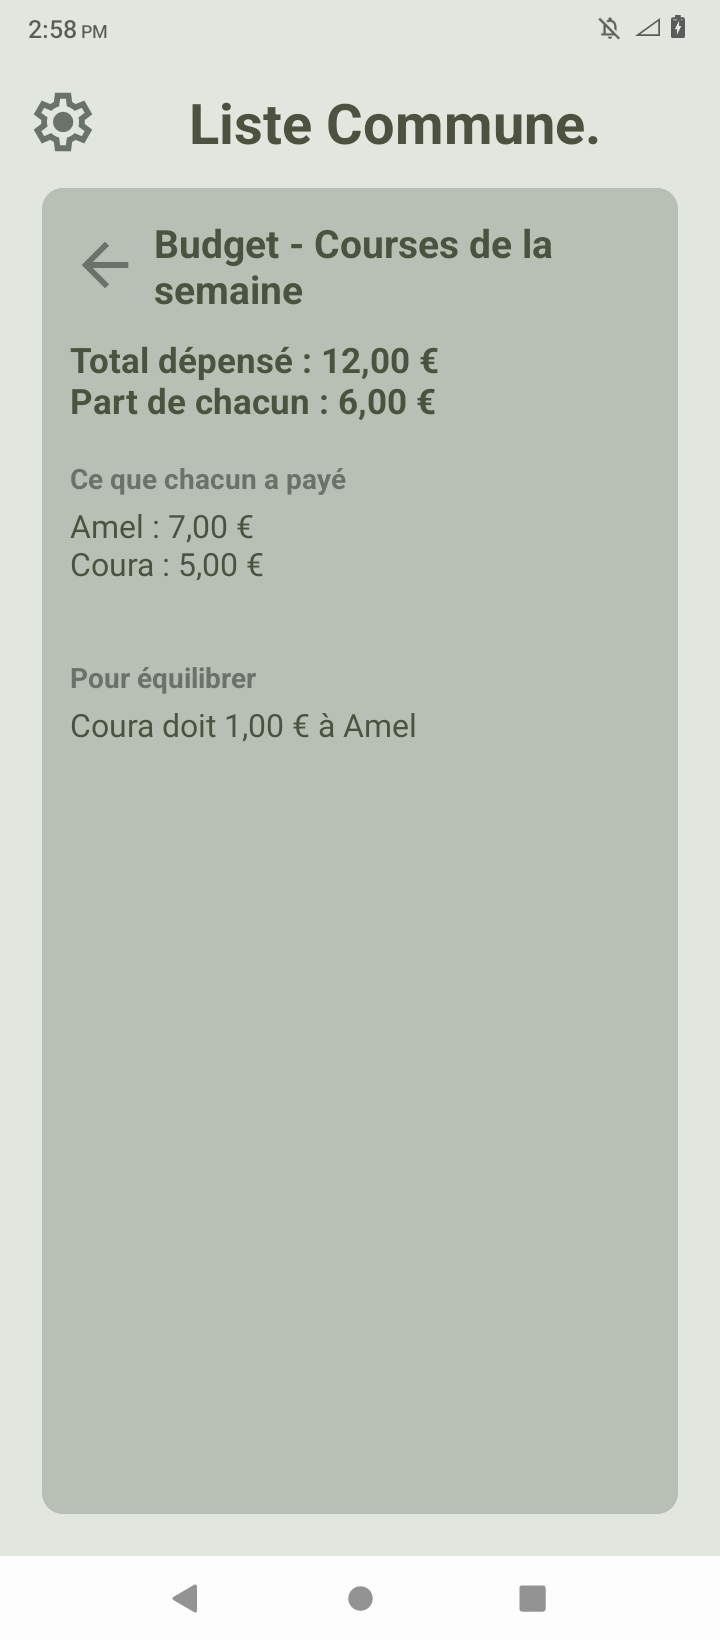 2:58 PM
Liste Commune.
Budget - Courses de la
semaine
Total dépensé : 12,00 €
Part de chacun : 6,00 €
Ce que chacun a payé
Amel : 7,00 €
Coura : 5,00 €
Pour équilibrer
Coura doit 1,00 € à Amel